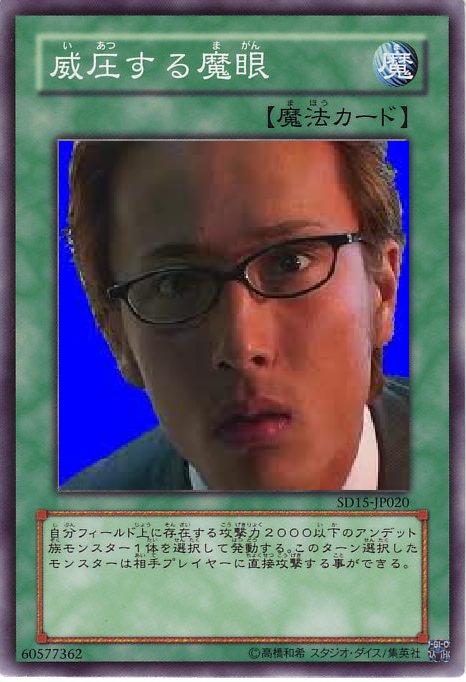 威圧する魔眼
魔
【魔法カード】
SD15-JP020
自分フィールド上に存在する攻撃力2000以下のアンデット
族モンスター1体を選択して発動する。このターン選択した
モンスターは相手プレイヤーに直接攻撃する事ができる。
60577362
©高橋和希 スタジオ・ダイス/集英社